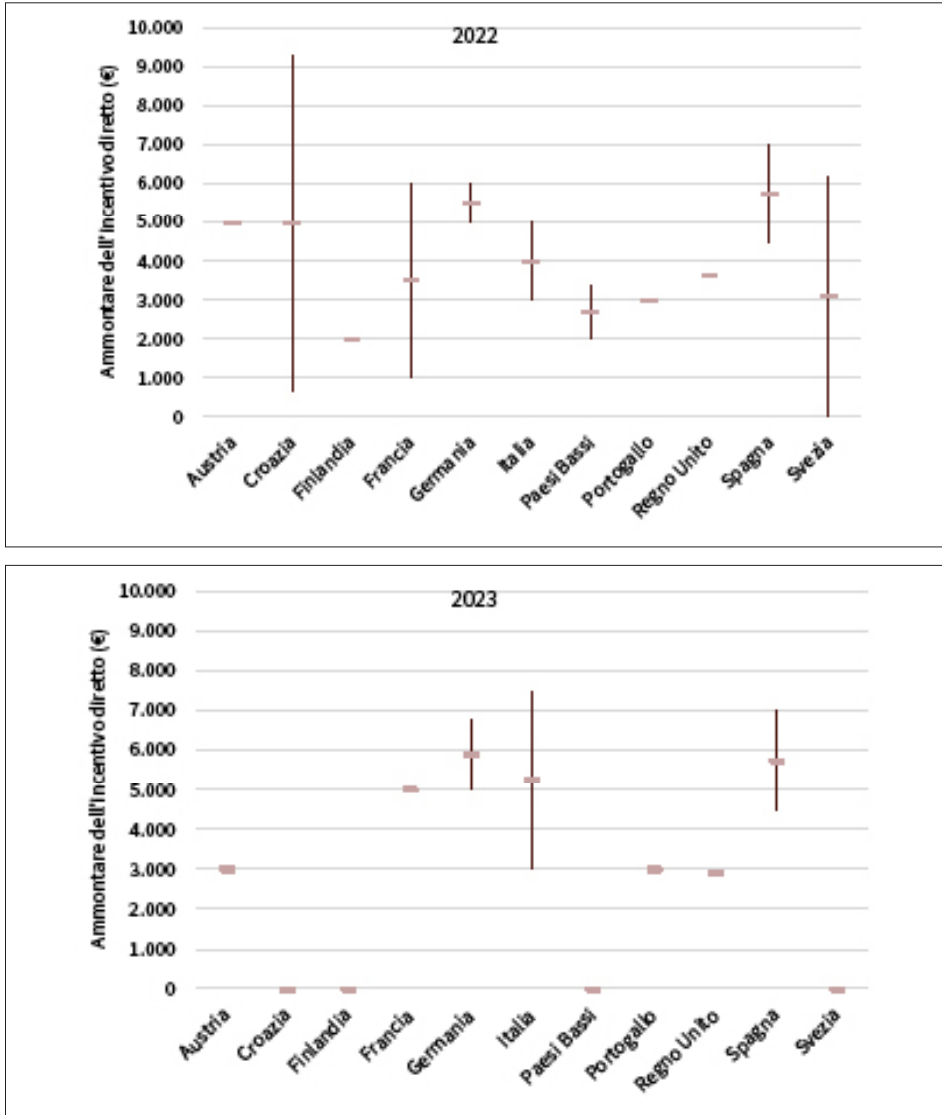 2022
Ammontare dell'incentivo diretto (€)
10.000
9.000
8.000
7.000
6.000
5.000
4.000
3.000
2.000
1.000
0
Austria
Croazia
Finlandia
Francia
Germania
Italia
Paesi Bassi
Portogallo
Regno Unito
Spagna
Svezia
2023
Ammontare dell'incentivo diretto (€)
10.000
9.000
8.000
7.000
6.000
5.000
4.000
3.000
2.000
1.000
0
Austria
Croazia
Finlandia
Francia
Germania
Italia
Paesi Bassi
Portogallo
Regno Unito
Spagna
Svezia